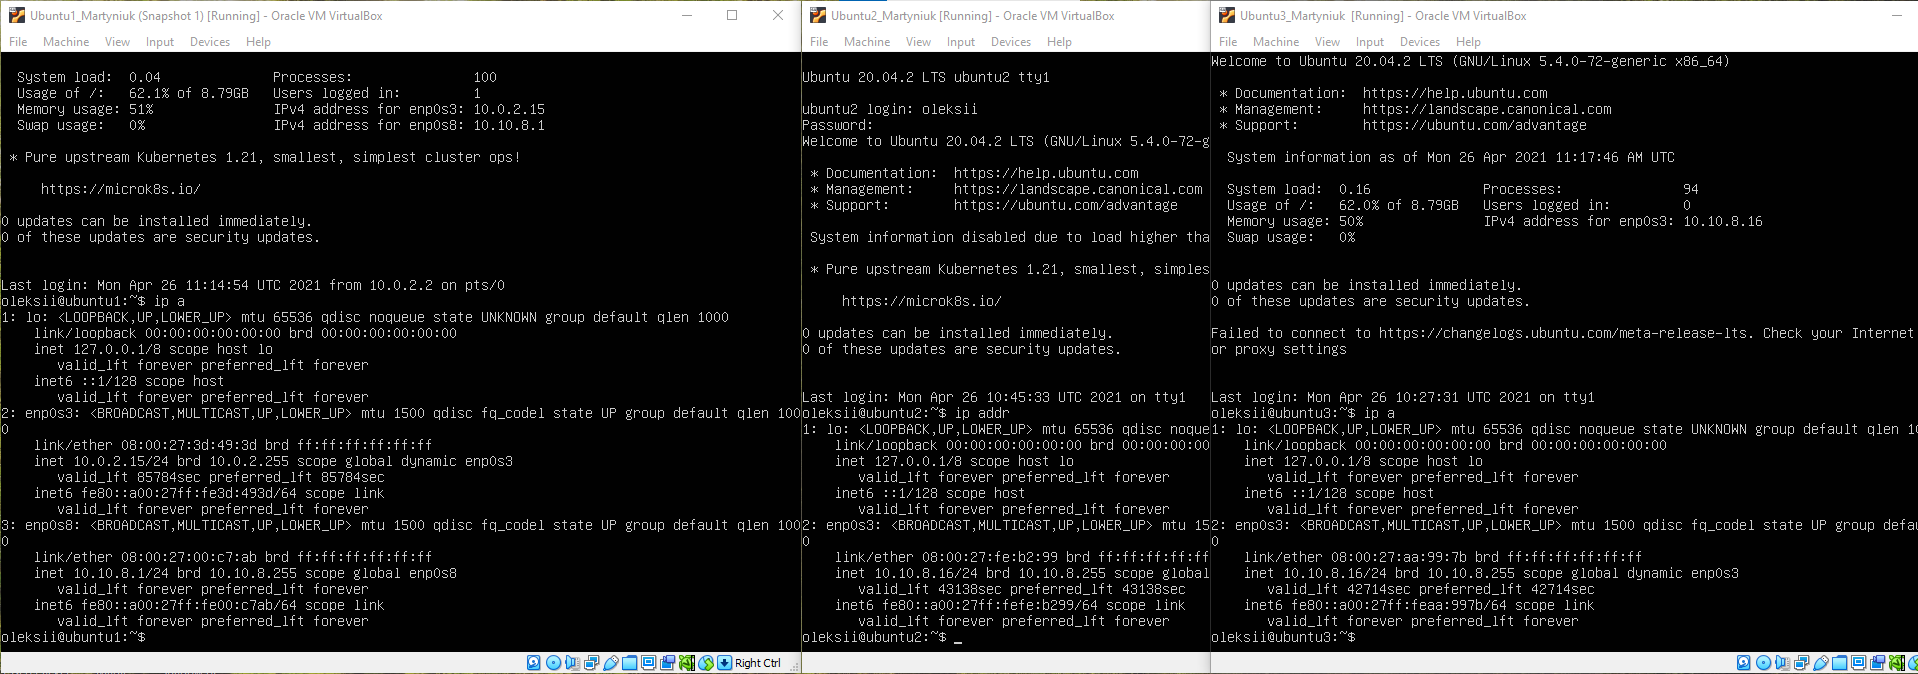 Ubuntu1_Martyniuk (Snapshot 1) [Running] - Oracle VM VirtualBox
File Machine View Input Devices Help
System load: 0.04 Processes: 100
Usage of /: 62.1% of 8.79GB Users logged in: 1
Memory usage: 51% IPv4 address for enp0s3: 10.0.2.15
Swap usage: 0% IPv4 address for enp0s8: 10.10.8.1
* Pure upstream Kubernetes 1.21, smallest, simplest cluster ops!
https://microk8s.io/
0 updates can be installed immediately.
0 of these updates are security updates.
Last login: Mon Apr 26 11:14:54 UTC 2021 from 10.0.2.2 on pts/0
oleksii@ubuntu1:~$ ip a
1: lo: <LOOPBACK,UP,LOWER_UP> mtu 65536 qdisc noqueue state UNKNOWN group default qlen 1000
link/loopback 00:00:00:00:00:00 brd 00:00:00:00:00:00
inet 127.0.0.1/8 scope host lo
valid_lft forever preferred_lft forever
inet6 ::1/128 scope host
valid_lft forever preferred_lft forever
2: enp0s3: <BROADCAST,MULTICAST,UP,LOWER_UP> mtu 1500 qdisc fq_codel state UP group default qlen 100
0
link/ether 08:00:27:3d:49:3d brd ff:ff:ff:ff:ff:ff
inet 10.0.2.15/24 brd 10.0.2.255 scope global dynamic enp0s3
valid_lft 85784sec preferred_lft 85784sec
inet6 fe80::a00:27ff:fe3d:493d/64 scope link
valid_lft forever preferred_lft forever
3: enp0s8: <BROADCAST,MULTICAST,UP,LOWER_UP> mtu 1500 qdisc fq_codel state UP group default qlen 100
0
link/ether 08:00:27:00:c7:ab brd ff:ff:ff:ff:ff:ff
inet 10.10.8.1/24 brd 10.10.8.255 scope global enp0s8
valid_lft forever preferred_lft forever
inet6 fe80::a00:27ff:fe00:c7ab/64 scope link
valid_lft forever preferred_lft forever
oleksii@ubuntu1:~$
Right Ctrl
Ubuntu2_Martyniuk [Running] - Oracle VM VirtualBox
File Machine View Input Devices Help
Ubuntu 20.04.2 LTS ubuntu2 tty1
ubuntu2 login: oleksii
Password:
Welcome to Ubuntu 20.04.2 LTS (GNU/Linux 5.4.0-72-g
* Documentation: https://help.ubuntu.com
* Management: https://landscape.canonical.com
* Support: https://ubuntu.com/advantage
System information disabled due to load higher tha
* Pure upstream Kubernetes 1.21, smallest, simples
https://microk8s.io/
0 updates can be installed immediately.
0 of these updates are security updates.
Last login: Mon Apr 26 10:45:33 UTC 2021 on tty1
oleksii@ubuntu2:~$ ip addr
1: lo: <LOOPBACK,UP,LOWER_UP> mtu 65536 qdisc noque
link/loopback 00:00:00:00:00:00 brd 00:00:00:00:00
inet 127.0.0.1/8 scope host lo
valid_lft forever preferred_lft forever
inet6 ::1/128 scope host
valid_lft forever preferred_lft forever
2: enp0s3: <BROADCAST,MULTICAST,UP,LOWER_UP> mtu 15
0
link/ether 08:00:27:fe:b2:99 brd ff:ff:ff:ff:ff:ff
inet 10.10.8.16/24 brd 10.10.8.255 scope global
valid_lft 43138sec preferred_lft 43138sec
inet6 fe80::a00:27ff:fefe:b299/64 scope link
valid_lft forever preferred_lft forever
oleksii@ubuntu2:~$ _
Ubuntu3_Martyniuk [Running] - Oracle VM VirtualBox
File Machine View Input Devices Help
Welcome to Ubuntu 20.04.2 LTS (GNU/Linux 5.4.0-72-generic x86_64)
* Documentation: https://help.ubuntu.com
* Management: https://landscape.canonical.com
* Support: https://ubuntu.com/advantage
System information as of Mon 26 Apr 2021 11:17:46 AM UTC
System load: 0.16 Processes: 94
Usage of /: 62.0% of 8.79GB Users logged in: 0
Memory usage: 50% IPv4 address for enp0s3: 10.10.8.16
Swap usage: 0%
0 updates can be installed immediately.
0 of these updates are security updates.
Failed to connect to https://changelogs.ubuntu.com/meta-release-lts. Check your Internet
or proxy settings
Last login: Mon Apr 26 10:27:31 UTC 2021 on tty1
oleksii@ubuntu3:~$ ip a
1: lo: <LOOPBACK,UP,LOWER_UP> mtu 65536 qdisc noqueue state UNKNOWN group default qlen 10
link/loopback 00:00:00:00:00:00 brd 00:00:00:00:00:00
inet 127.0.0.1/8 scope host lo
valid_lft forever preferred_lft forever
inet6 ::1/128 scope host
valid_lft forever preferred_lft forever
2: enp0s3: <BROADCAST,MULTICAST,UP,LOWER_UP> mtu 1500 qdisc fq_codel state UP group defau
0
link/ether 08:00:27:aa:99:7b brd ff:ff:ff:ff:ff:ff
inet 10.10.8.16/24 brd 10.10.8.255 scope global dynamic enp0s3
valid_lft 42714sec preferred_lft 42714sec
inet6 fe80::a00:27ff:feaa:997b/64 scope link
valid_lft forever preferred_lft forever
oleksii@ubuntu3:~$